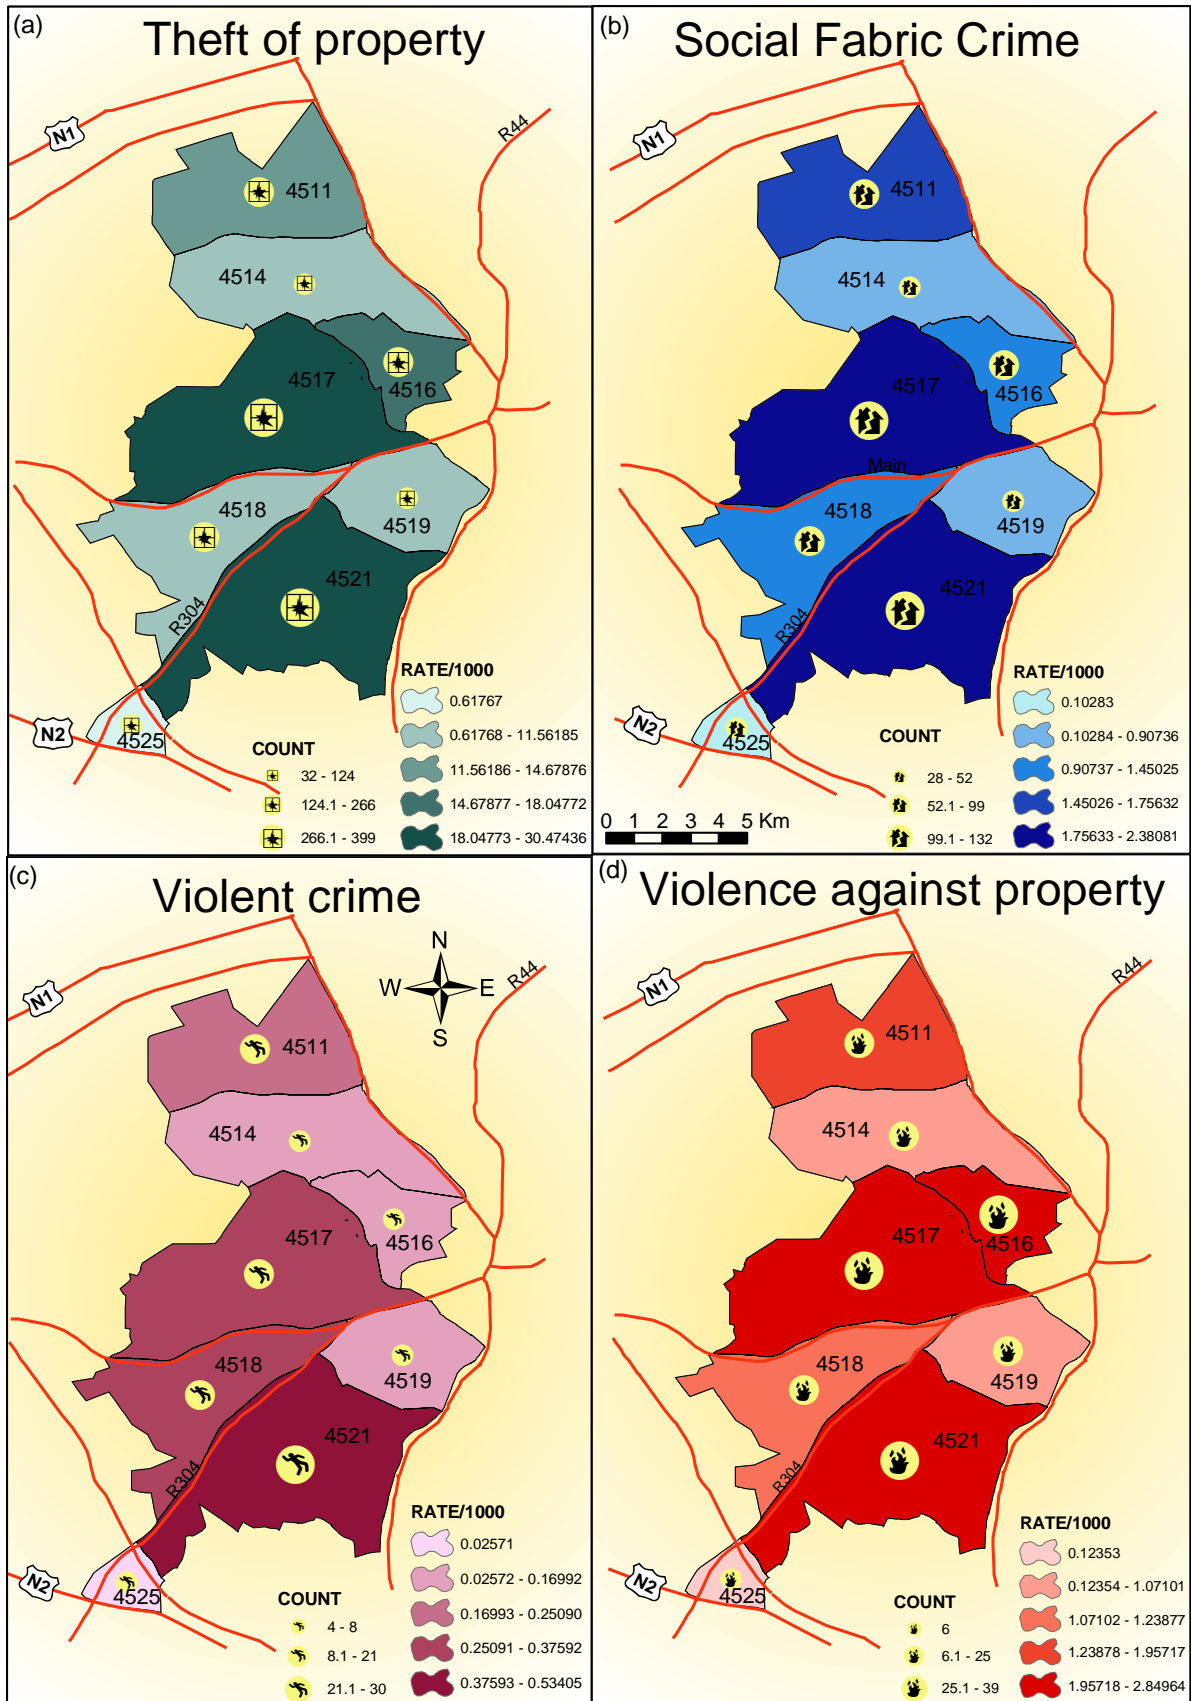 (a)
Theft of property
N1
R44
4511
4514
4517
4516
4518
4519
4521
R304
N2
4525
COUNT
32 - 124
124.1 - 266
266.1 - 399
RATE/1000
0.61767
0.61768 - 11.56185
11.56186 - 14.67876
14.67877 - 18.04772
18.04773 - 30.47436
(b)
Social Fabric Crime
N1
R44
4511
4514
4517
4516
Main
4518
4519
4521
R304
N2
4525
COUNT
28 - 52
52.1 - 99
99.1 - 132
RATE/1000
0.10283
0.10284 - 0.90736
0.90737 - 1.45025
1.45026 - 1.75632
1.75633 - 2.38081
0 1 2 3 4 5 Km
(c)
Violent crime
N
W E
S
N1
R44
4511
4514
4517
4516
4518
4519
4521
R304
N2
4525
COUNT
4 - 8
8.1 - 21
21.1 - 30
RATE/1000
0.02571
0.02572 - 0.16992
0.16993 - 0.25090
0.25091 - 0.37592
0.37593 - 0.53405
(d)
Violence against property
N1
R44
4511
4514
4517
4516
4518
4519
4521
R304
N2
4525
COUNT
6
6.1 - 25
25.1 - 39
RATE/1000
0.12353
0.12354 - 1.07101
1.07102 - 1.23877
1.23878 - 1.95717
1.95718 - 2.84964